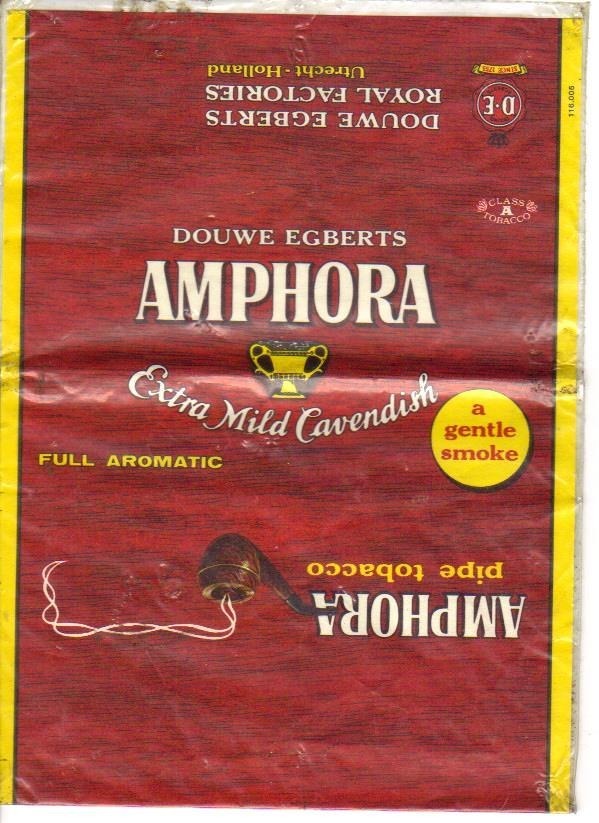 DOUWE EGBERTS
ROYAL FACTORIES
Utrecht-Holland
D·E
SINCE 1753
116.005
CLASS
A
TOBACCO
DOUWE EGBERTS
AMPHORA
Extra Mild Cavendish
a
gentle
smoke
FULL AROMATIC
AMPHORA
pipe tobacco